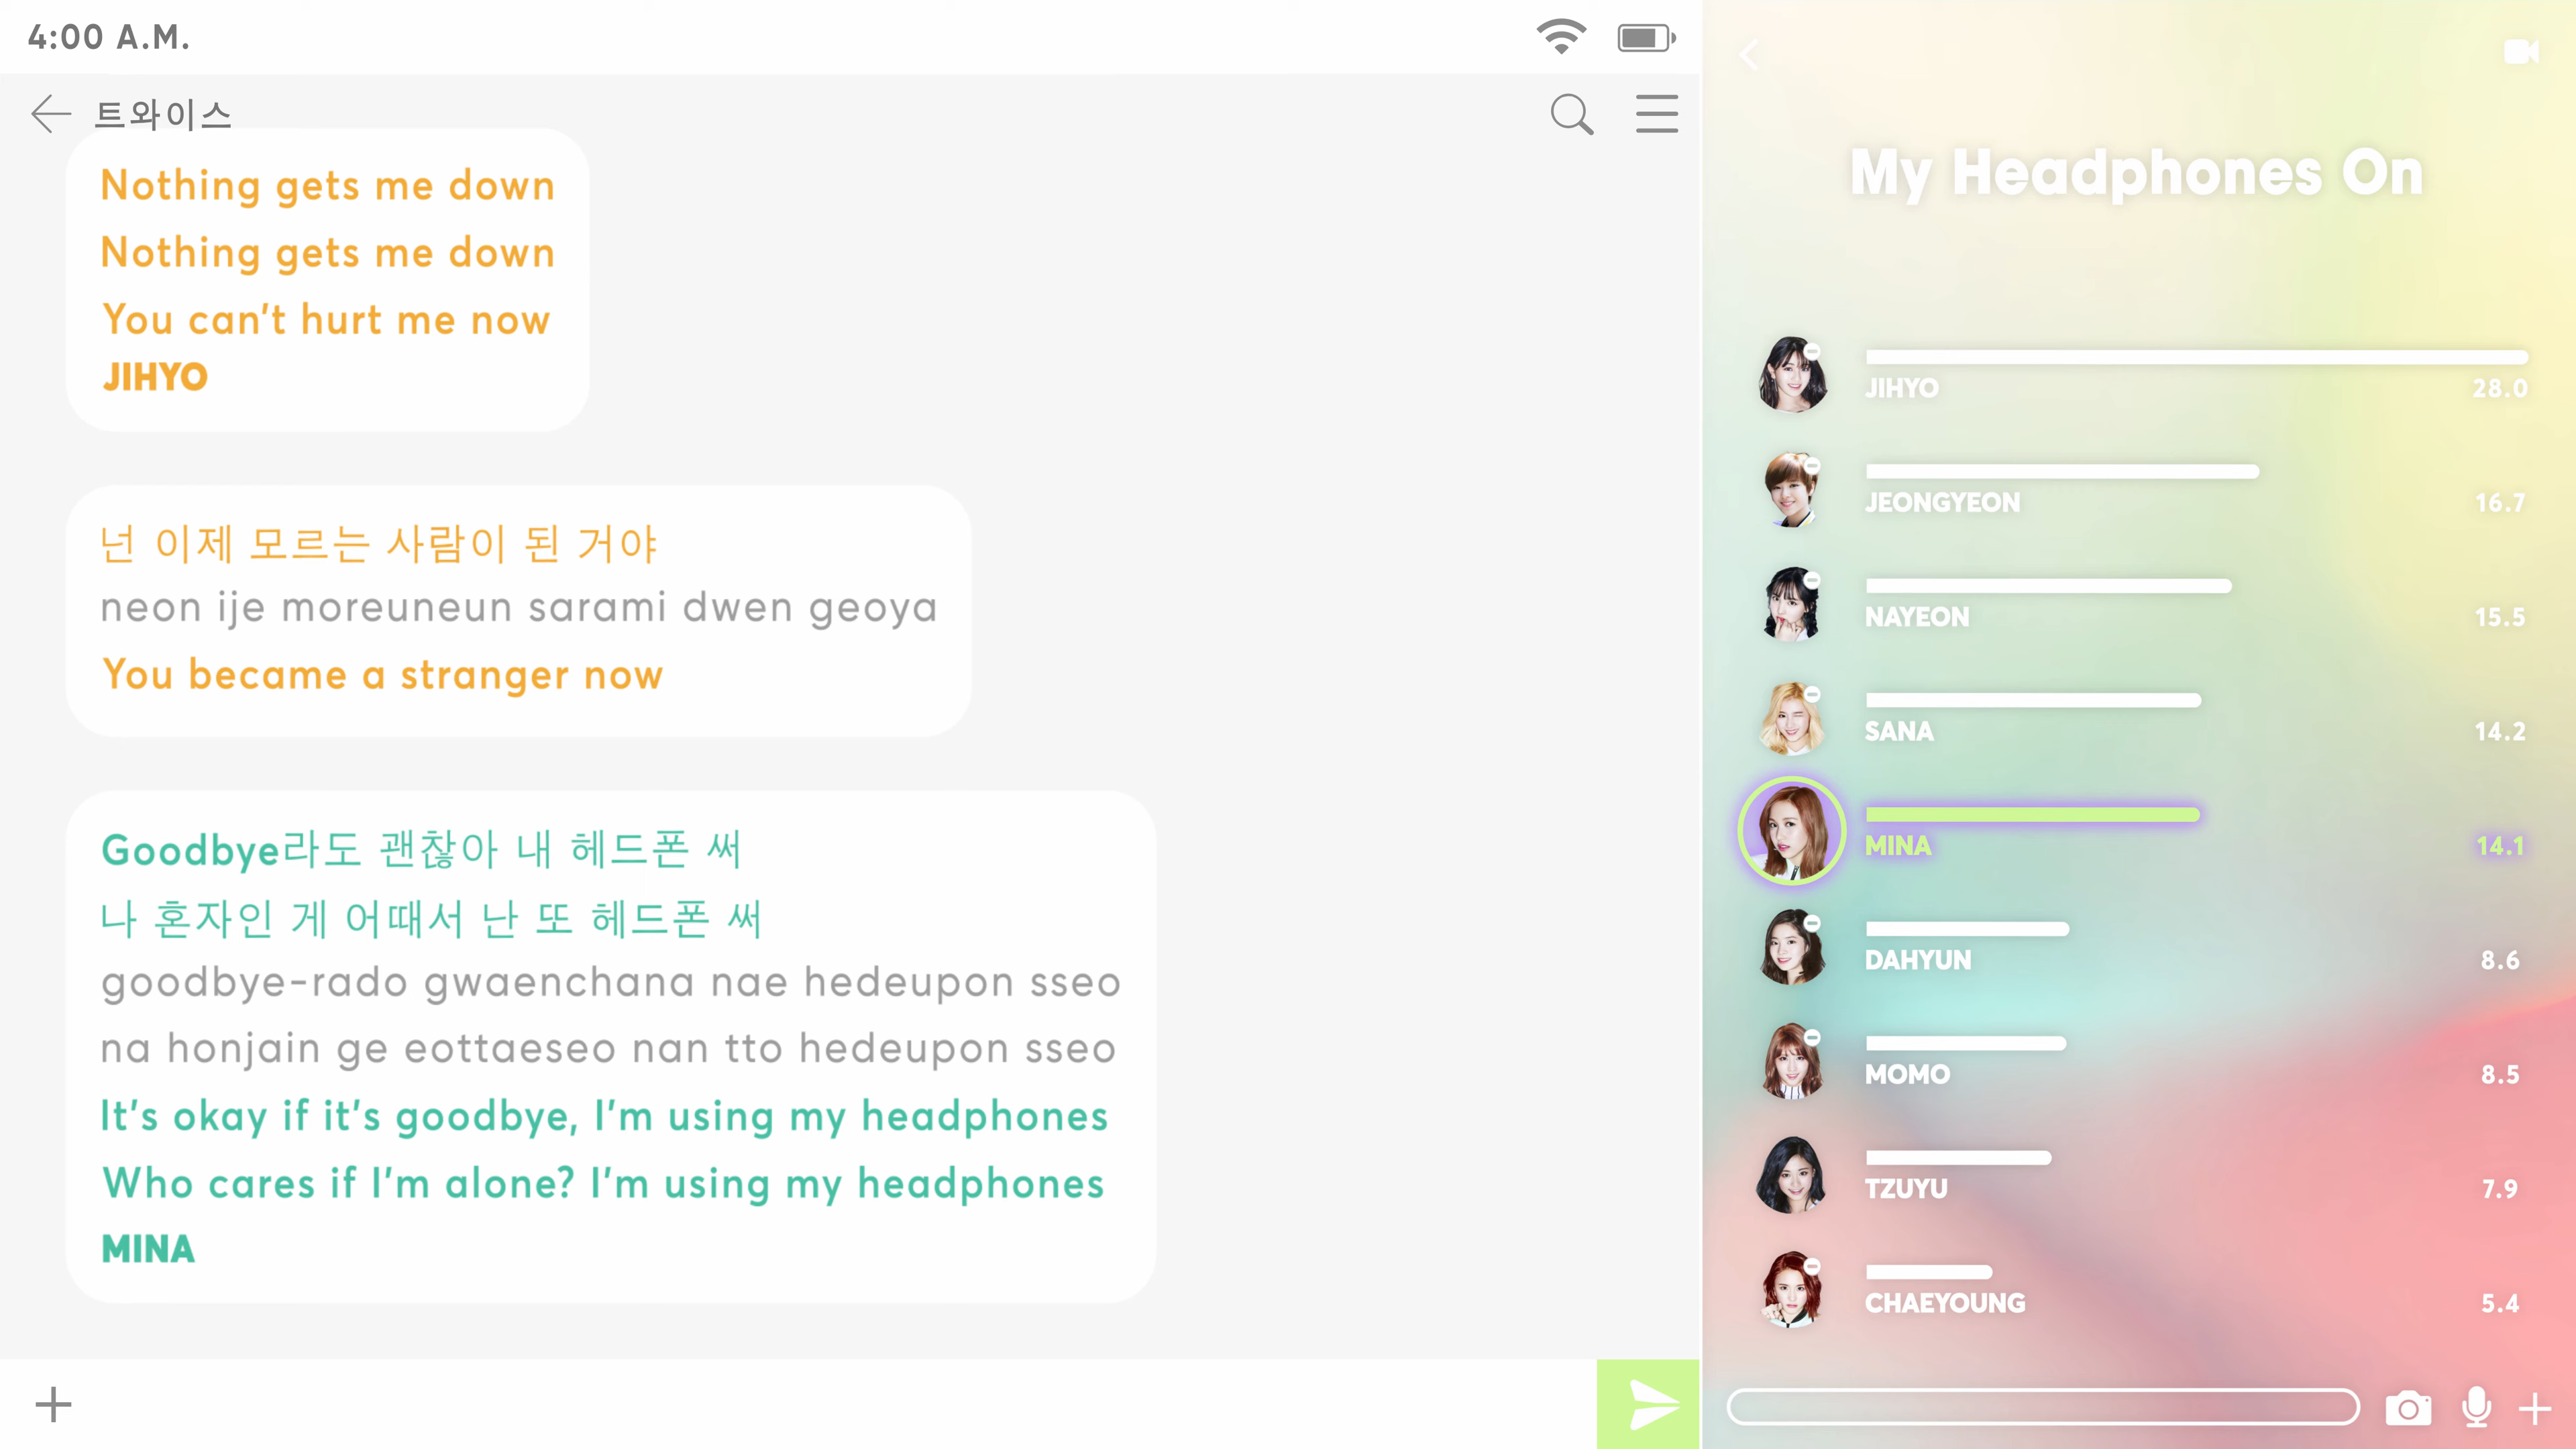 4:00 A.M.
트와이스
Nothing gets me down
Nothing gets me down
You can't hurt me now
JIHYO
넌 이제 모르는 사람이 된 거야
neon ije moreuneun sarami dwen geoya
You became a stranger now
Goodbye라도 괜찮아 내 헤드폰 써
나 혼자인 게 어때서 난 또 헤드폰 써
goodbye-rado gwaenchana nae hedeupon sseo
na honjain ge eottaeseo nan tto hedeupon sseo
It's okay if it's goodbye, I'm using my headphones
Who cares if I'm alone? I'm using my headphones
MINA
My Headphones On
JIHYO 28.0
JEONGYEON 16.7
NAYEON 15.5
SANA 14.2
MINA 14.1
DAHYUN 8.6
MOMO 8.5
TZUYU 7.9
CHAEYOUNG 5.4